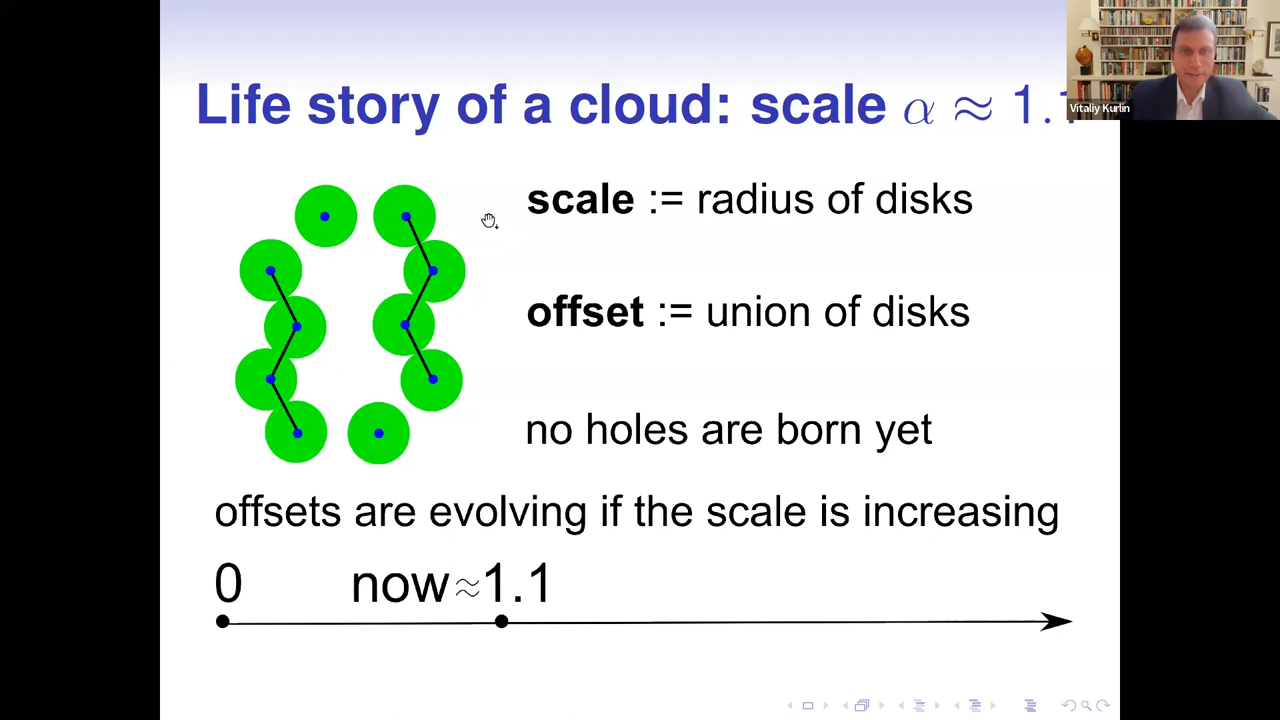 Life story of a cloud: scale α ≈ 1.1
Vitaliy Kurlin
scale := radius of disks
offset := union of disks
no holes are born yet
offsets are evolving if the scale is increasing
0 now≈1.1